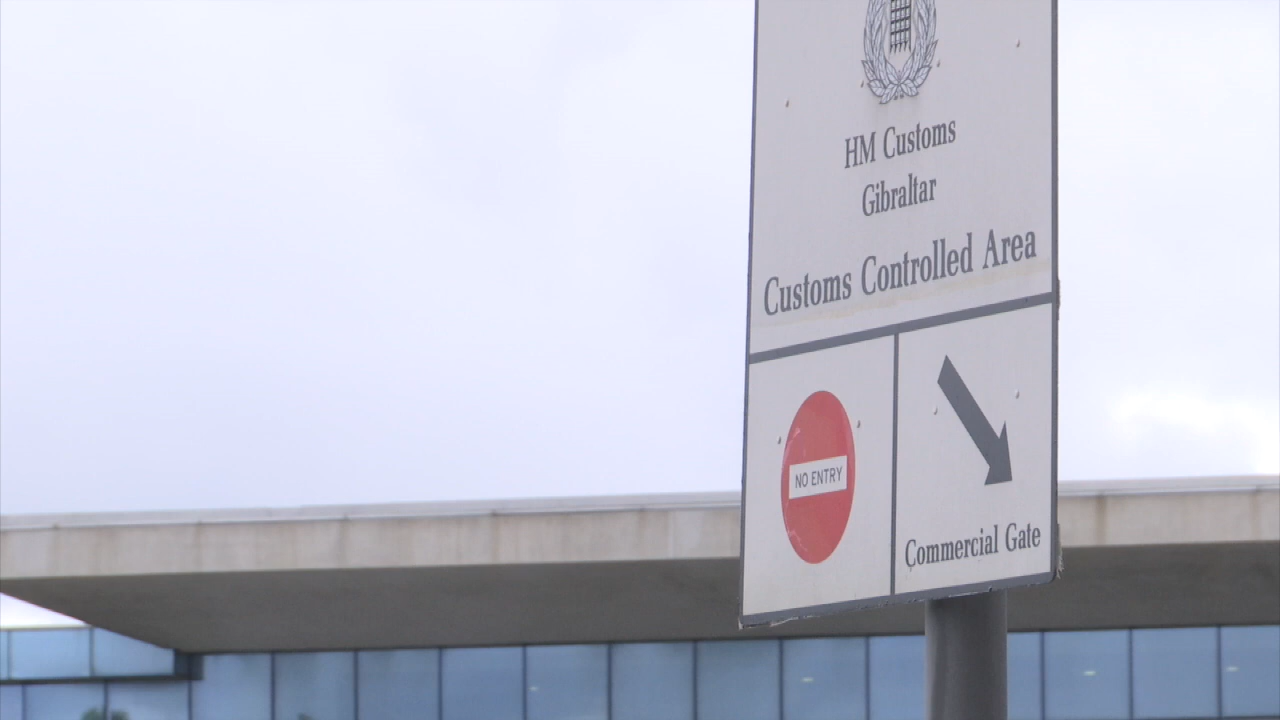 HM Customs
Gibraltar
Customs Controlled Area
NO ENTRY
Commercial Gate